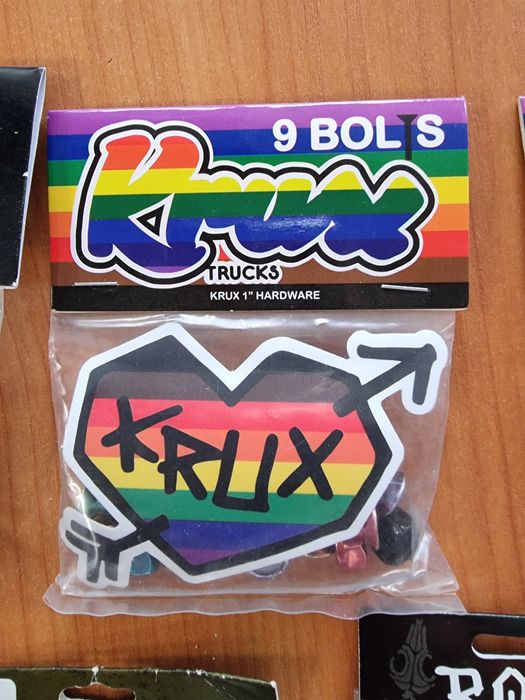 9 BOLTS
Krux
TRUCKS
KRUX 1" HARDWARE
KRUX